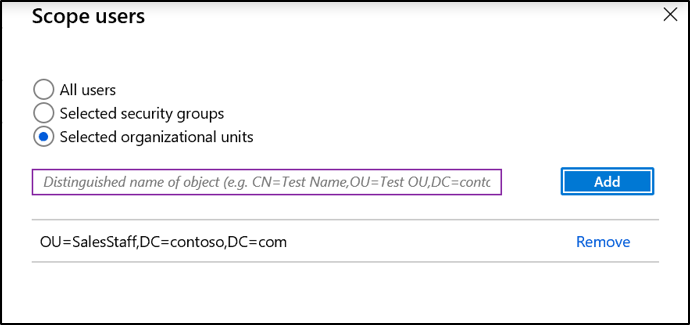 Scope users
All users
Selected security groups
Selected organizational units
Distinguished name of object (e.g. CN=Test Name,OU=Test OU,DC=conto
Add
OU=SalesStaff,DC=contoso,DC=com
Remove